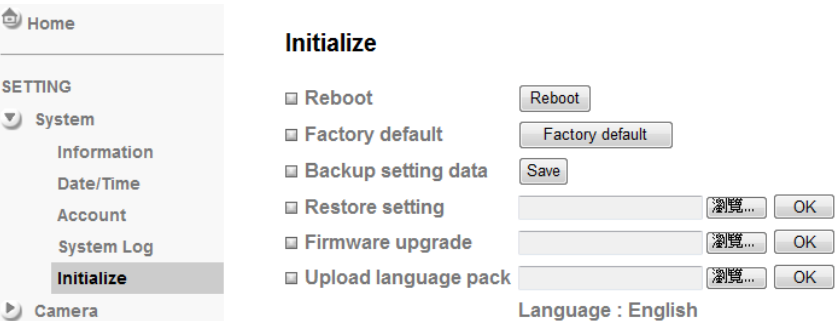 Home
SETTING
System
Information
Date/Time
Account
System Log
Initialize
Camera
Initialize
Reboot Reboot
Factory default Factory default
Backup setting data Save
Restore setting 瀏覽... OK
Firmware upgrade 瀏覽... OK
Upload language pack 瀏覽... OK
Language : English